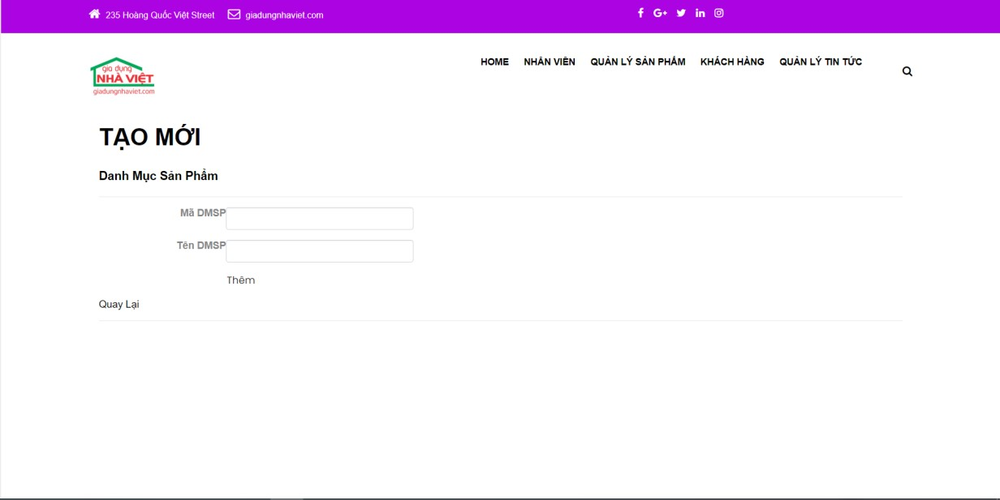 235 Hoàng Quốc Việt Street giadungnhaviet.com
gia dụng
NHÀ VIỆT
giadungnhaviet.com
HOME NHÂN VIÊN QUẢN LÝ SẢN PHẨM KHÁCH HÀNG QUẢN LÝ TIN TỨC
TẠO MỚI
Danh Mục Sản Phẩm
Mã DMSP
Tên DMSP
Thêm
Quay Lại